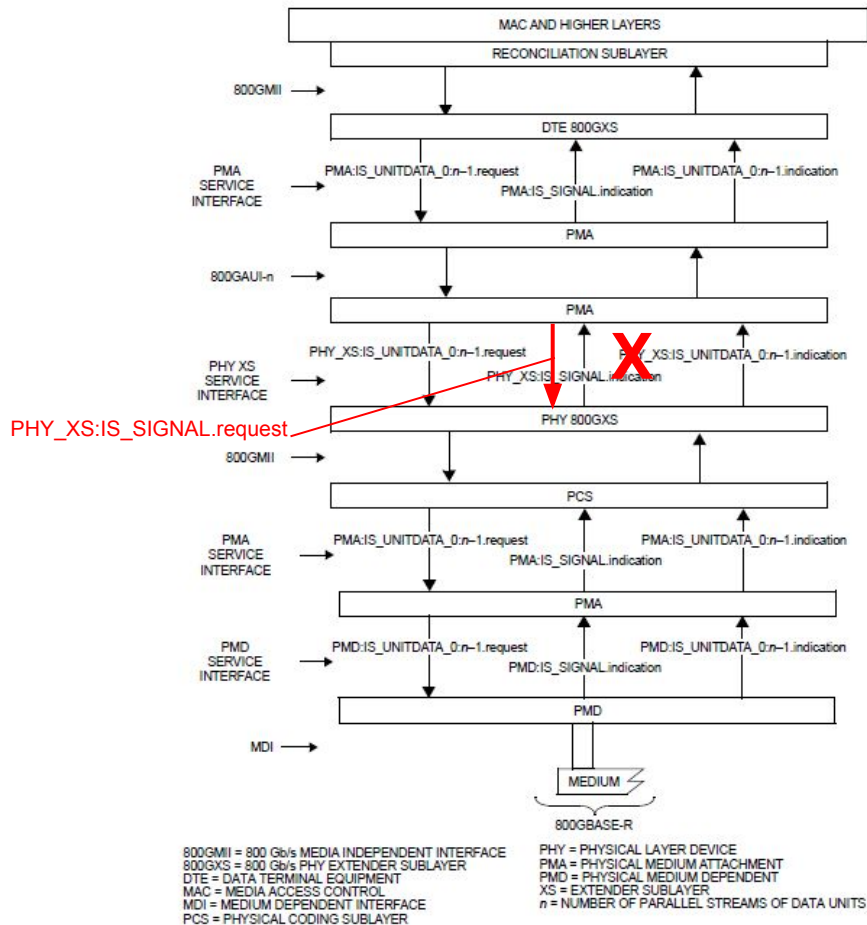 MAC AND HIGHER LAYERS
RECONCILIATION SUBLAYER
800GMII
DTE 800GXS
PMA
SERVICE
INTERFACE
PMA:IS_UNITDATA_0:n–1.request
PMA:IS_SIGNAL.indication
PMA:IS_UNITDATA_0:n–1.indication
PMA
800GAUI-n
PMA
PHY XS
SERVICE
INTERFACE
PHY_XS:IS_UNITDATA_0:n–1.request
PHY_XS:IS_SIGNAL.indication
X
PHY_XS:IS_UNITDATA_0:n–1.indication
PHY_XS:IS_SIGNAL.request
PHY 800GXS
800GMII
PCS
PMA
SERVICE
INTERFACE
PMA:IS_UNITDATA_0:n–1.request
PMA:IS_SIGNAL.indication
PMA:IS_UNITDATA_0:n–1.indication
PMA
PMD
SERVICE
INTERFACE
PMD:IS_UNITDATA_0:n–1.request
PMD:IS_SIGNAL.indication
PMD:IS_UNITDATA_0:n–1.indication
PMD
MDI
MEDIUM
800GBASE-R
800GMII = 800 Gb/s MEDIA INDEPENDENT INTERFACE
800GXS = 800 Gb/s PHY EXTENDER SUBLAYER
DTE = DATA TERMINAL EQUIPMENT
MAC = MEDIA ACCESS CONTROL
MDI = MEDIUM DEPENDENT INTERFACE
PCS = PHYSICAL CODING SUBLAYER
PHY = PHYSICAL LAYER DEVICE
PMA = PHYSICAL MEDIUM ATTACHMENT
PMD = PHYSICAL MEDIUM DEPENDENT
XS = EXTENDER SUBLAYER
n = NUMBER OF PARALLEL STREAMS OF DATA UNITS